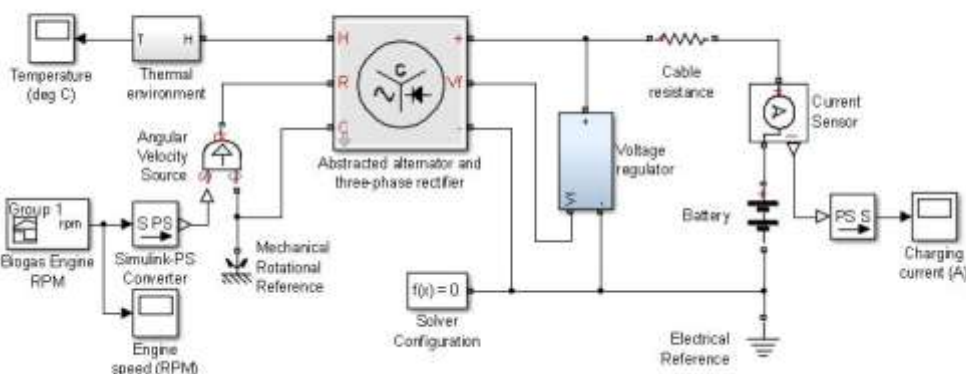 Temperature
(deg C)
T
H
Thermal
environment
H
R
C
+
Vf
-
G
Abstracted alternator and
three-phase rectifier
Angular
Velocity
Source
Group 1
rpm
Biogas Engine
RPM
S PS
Simulink-PS
Converter
Engine
speed (RPM)
Mechanical
Rotational
Reference
f(x) = 0
Solver
Configuration
+
Vf
-
Voltage
regulator
Cable
resistance
A
I
Current
Sensor
Battery
PS S
Charging
current (A)
Electrical
Reference